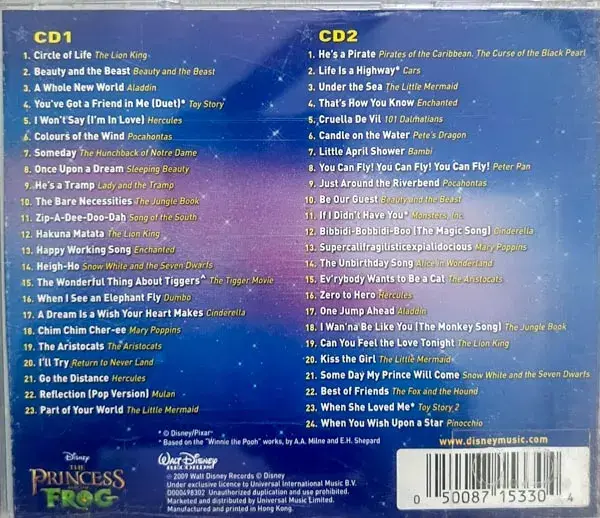 CD1
1. Circle of Life The Lion King
2. Beauty and the Beast Beauty and the Beast
3. A Whole New World Aladdin
4. You've Got a Friend in Me (Duet)* Toy Story
5. I Won't Say (I'm In Love) Hercules
6. Colours of the Wind Pocahontas
7. Someday The Hunchback of Notre Dame
8. Once Upon a Dream Sleeping Beauty
9. He's a Tramp Lady and the Tramp
10. The Bare Necessities The Jungle Book
11. Zip-A-Dee-Doo-Dah Song of the South
12. Hakuna Matata The Lion King
13. Happy Working Song Enchanted
14. Heigh-Ho Snow White and the Seven Dwarfs
15. The Wonderful Thing About Tiggers^ The Tigger Movie
16. When I See an Elephant Fly Dumbo
17. A Dream Is a Wish Your Heart Makes Cinderella
18. Chim Chim Cher-ee Mary Poppins
19. The Aristocats The Aristocats
20. I'll Try Return to Never Land
21. Go the Distance Hercules
22. Reflection (Pop Version) Mulan
23. Part of Your World The Little Mermaid
CD2
1. He's a Pirate Pirates of the Caribbean. The Curse of the Black Pearl
2. Life Is a Highway* Cars
3. Under the Sea The Little Mermaid
4. That's How You Know Enchanted
5. Cruella De Vil 101 Dalmatians
6. Candle on the Water Pete's Dragon
7. Little April Shower Bambi
8. You Can Fly! You Can Fly! You Can Fly! Peter Pan
9. Just Around the Riverbend Pocahontas
10. Be Our Guest Beauty and the Beast
11. If I Didn't Have You* Monsters, Inc.
12. Bibbidi-Bobbidi-Boo (The Magic Song) Cinderella
13. Supercalifragilisticexpialidocious Mary Poppins
14. The Unbirthday Song Alice in Wonderland
15. Ev'rybody Wants to Be a Cat The Aristocats
16. Zero to Hero Hercules
17. One Jump Ahead Aladdin
18. I Wan'na Be Like You (The Monkey Song) The Jungle Book
19. Can You Feel the Love Tonight The Lion King
20. Kiss the Girl The Little Mermaid
21. Some Day My Prince Will Come Snow White and the Seven Dwarfs
22. Best of Friends The Fox and the Hound
23. When She Loved Me* Toy Story 2
24. When You Wish Upon a Star Pinocchio
* © Disney/Pixar
^ Based on the "Winnie the Pooh" works, by A.A. Milne and E.H. Shepard
www.disneymusic.com
Disney
THE
PRINCESS
AND THE
FROG
WALT DISNEY
RECORDS
℗ 2009 Walt Disney Records © Disney
Under exclusive licence to Universal International Music B.V.
D000498302 Unauthorized duplication and use prohibited.
Marketed and distributed by Universal Music Limited.
Manufactured and printed in Hong Kong.
0 50087 15330 4